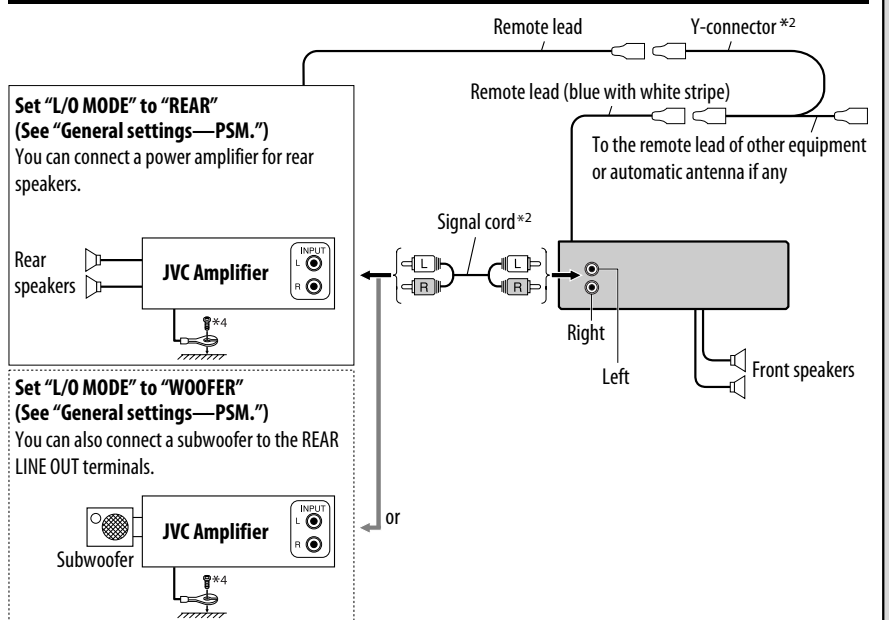 Remote lead
Y-connector *2
Remote lead (blue with white stripe)
To the remote lead of other equipment
or automatic antenna if any
Set “L/O MODE” to “REAR”
(See “General settings—PSM.”)
You can connect a power amplifier for rear
speakers.
Rear
speakers
JVC Amplifier
INPUT
L
R
*4
Signal cord*2
L
R
L
R
Right
Left
Front speakers
Set “L/O MODE” to “WOOFER”
(See “General settings—PSM.”)
You can also connect a subwoofer to the REAR
LINE OUT terminals.
Subwoofer
JVC Amplifier
INPUT
L
R
*4
or